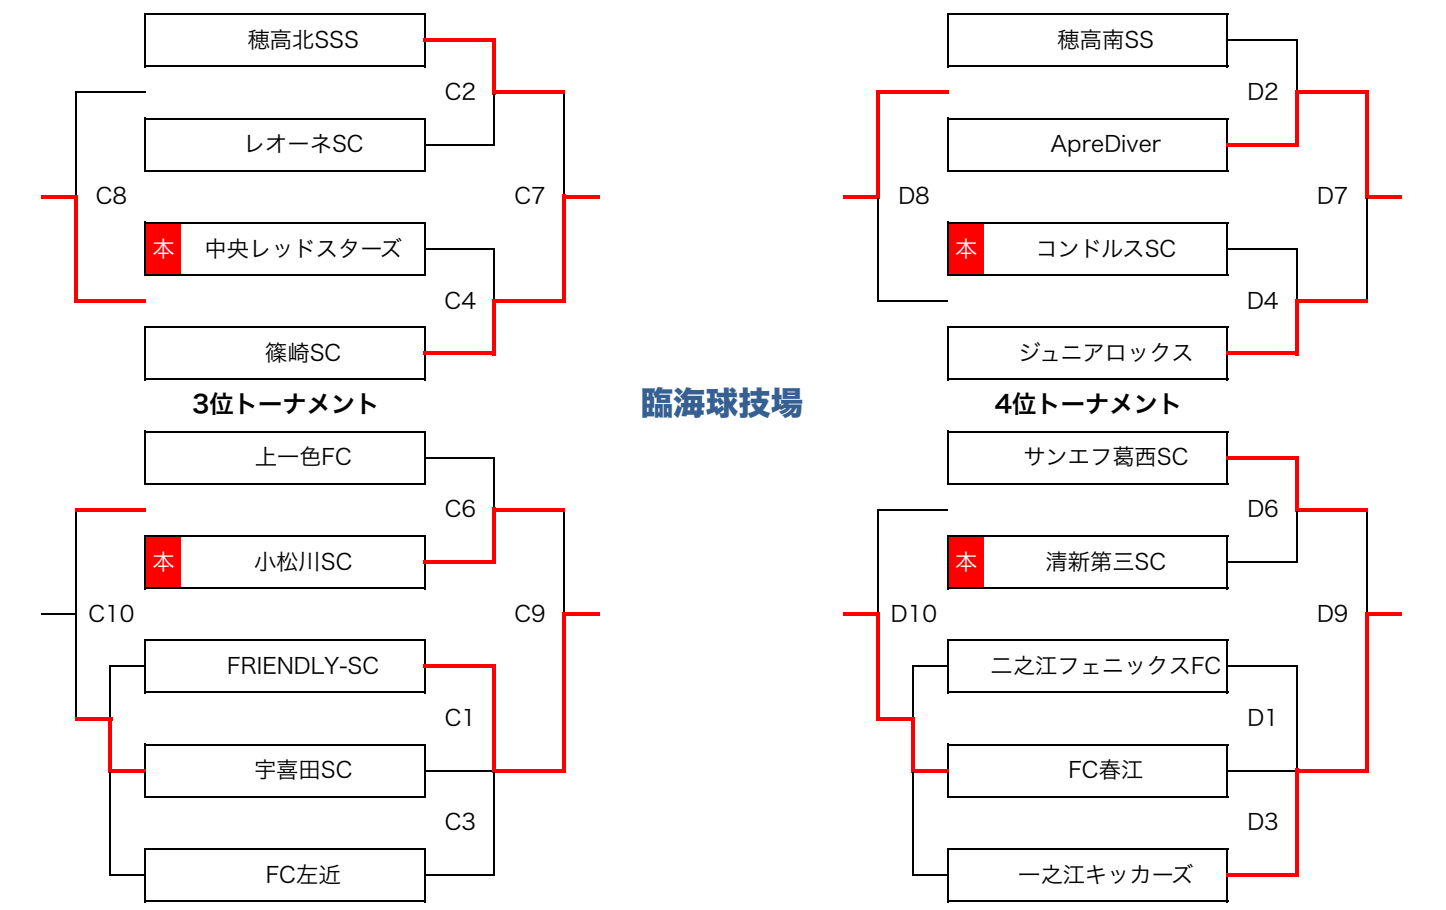 穂高北SSS
C2
レオーネSC
C8
C7
本 中央レッドスターズ
C4
篠崎SC
3位トーナメント
上一色FC
C6
本 小松川SC
C10
C9
FRIENDLY-SC
C1
宇喜田SC
C3
FC左近
臨海球技場
穂高南SS
D2
ApreDiver
D8
D7
本 コンドルスSC
D4
ジュニアロックス
4位トーナメント
サンエフ葛西SC
D6
本 清新第三SC
D10
D9
二之江フェニックスFC
D1
FC春江
D3
一之江キッカーズ